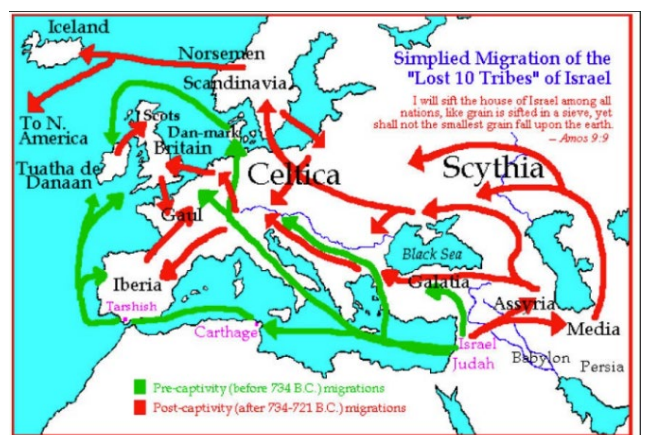 Iceland
Norsemen
Scandinavia
Simplied Migration of the
"Lost 10 Tribes" of Israel
I will sift the house of Israel among all
nations, like grain is sifted in a sieve, yet
shall not the smallest grain fall upon the earth.
– Amos 9:9
To N.
America
Scots
Dan-mark
Britain
Tuatha de
Danaan
Celtica
Scythia
Gaul
Black Sea
Iberia
Galatia
Tarshish
Carthage
Assyria
Media
Israel
Judah
Babylon
Persia
Pre-captivity (before 734 B.C.) migrations
Post-captivity (after 734-721 B.C.) migrations